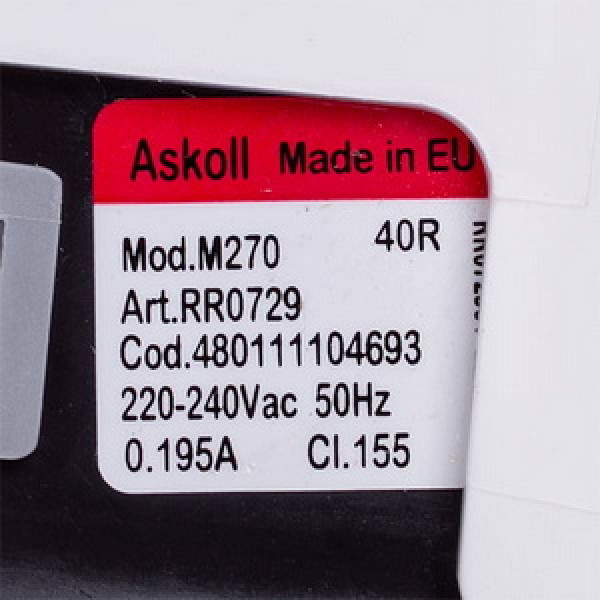 Askoll Made in EU
40R
Mod.M270
Art.RR0729
Cod.480111104693
220-240Vac 50Hz
0.195A Cl.155